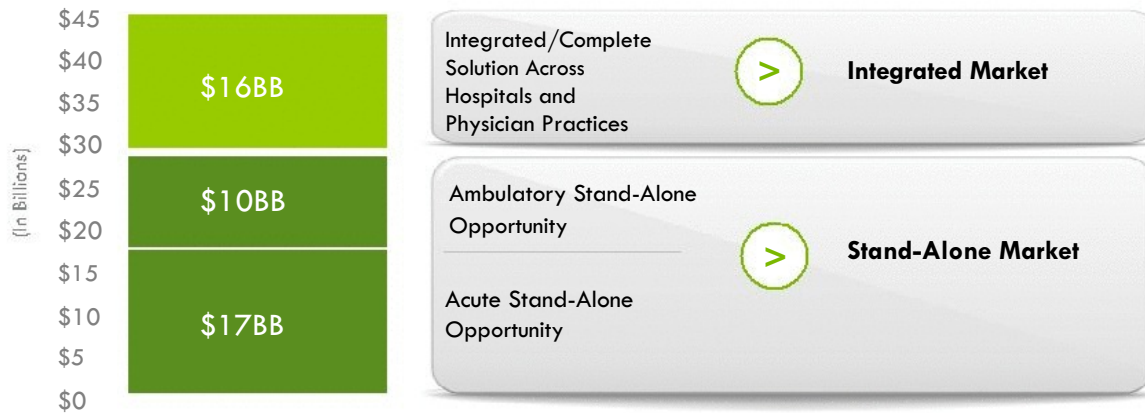 (In Billions)
$45
$40
$35
$30
$25
$20
$15
$10
$5
$0
$16BB
$10BB
$17BB
Integrated/Complete
Solution Across
Hospitals and
Physician Practices
>
Integrated Market
Ambulatory Stand-Alone
Opportunity
Acute Stand-Alone
Opportunity
>
Stand-Alone Market